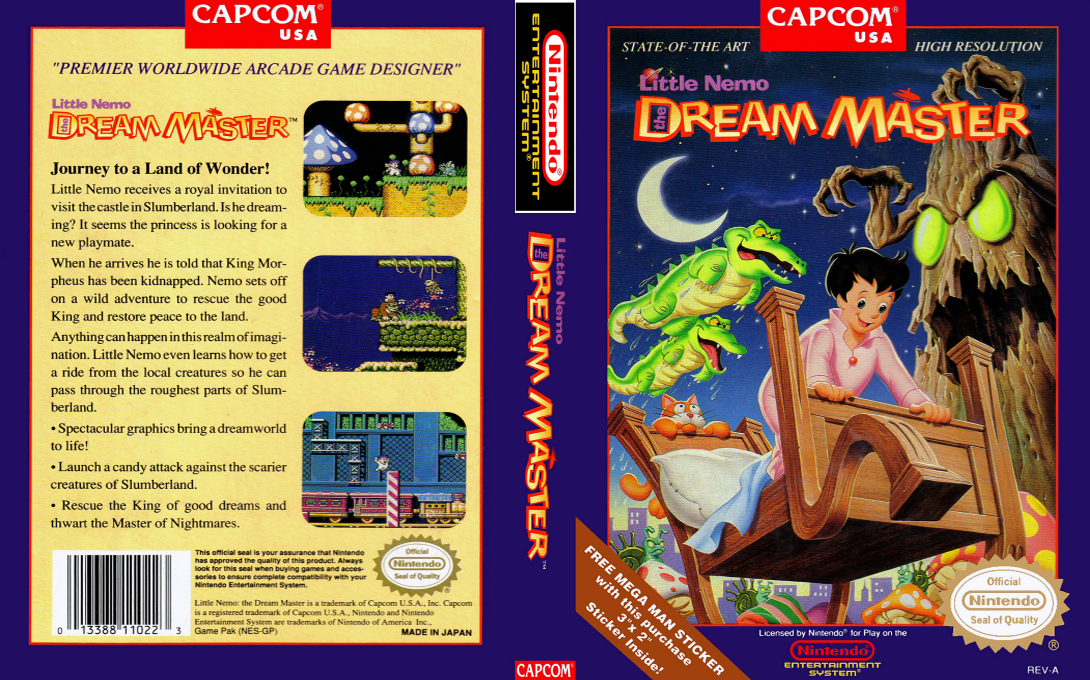 CAPCOM®
USA
"PREMIER WORLDWIDE ARCADE GAME DESIGNER"
Little Nemo
the DREAM MASTER™
Journey to a Land of Wonder!
Little Nemo receives a royal invitation to
visit the castle in Slumberland. Is he dream-
ing? It seems the princess is looking for a
new playmate.
When he arrives he is told that King Mor-
pheus has been kidnapped. Nemo sets off
on a wild adventure to rescue the good
King and restore peace to the land.
Anything can happen in this realm of imagi-
nation. Little Nemo even learns how to get
a ride from the local creatures so he can
pass through the roughest parts of Slum-
berland.
• Spectacular graphics bring a dreamworld
to life!
• Launch a candy attack against the scarier
creatures of Slumberland.
• Rescue the King of good dreams and
thwart the Master of Nightmares.
0 13388 11022 3
This official seal is your assurance that Nintendo
has approved the quality of this product. Always
look for this seal when buying games and acces-
sories to ensure complete compatibility with your
Nintendo Entertainment System.
Official
Nintendo
Seal of Quality
Little Nemo: the Dream Master is a trademark of Capcom U.S.A., Inc. Capcom
is a registered trademark of Capcom U.S.A., Nintendo and Nintendo
Entertainment System are trademarks of Nintendo of America Inc.,
Game Pak (NES-GP)
MADE IN JAPAN
Nintendo®
ENTERTAINMENT
SYSTEM®
Little Nemo
the DREAM MASTER™
CAPCOM®
CAPCOM®
USA
STATE-OF-THE ART
HIGH RESOLUTION
Little Nemo
the DREAM MASTER™
FREE MEGA MAN STICKER
with this purchase
3"x 2"
Sticker Inside!
Licensed by Nintendo® for Play on the
Nintendo®
ENTERTAINMENT
SYSTEM®
Official
Nintendo
Seal of Quality
®
REV-A